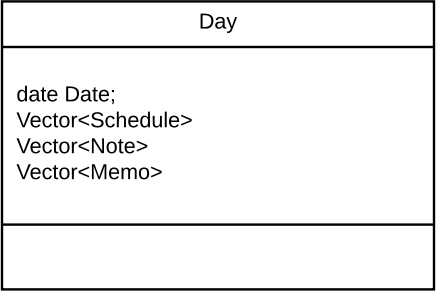 Day
date Date;
Vector<Schedule>
Vector<Note>
Vector<Memo>